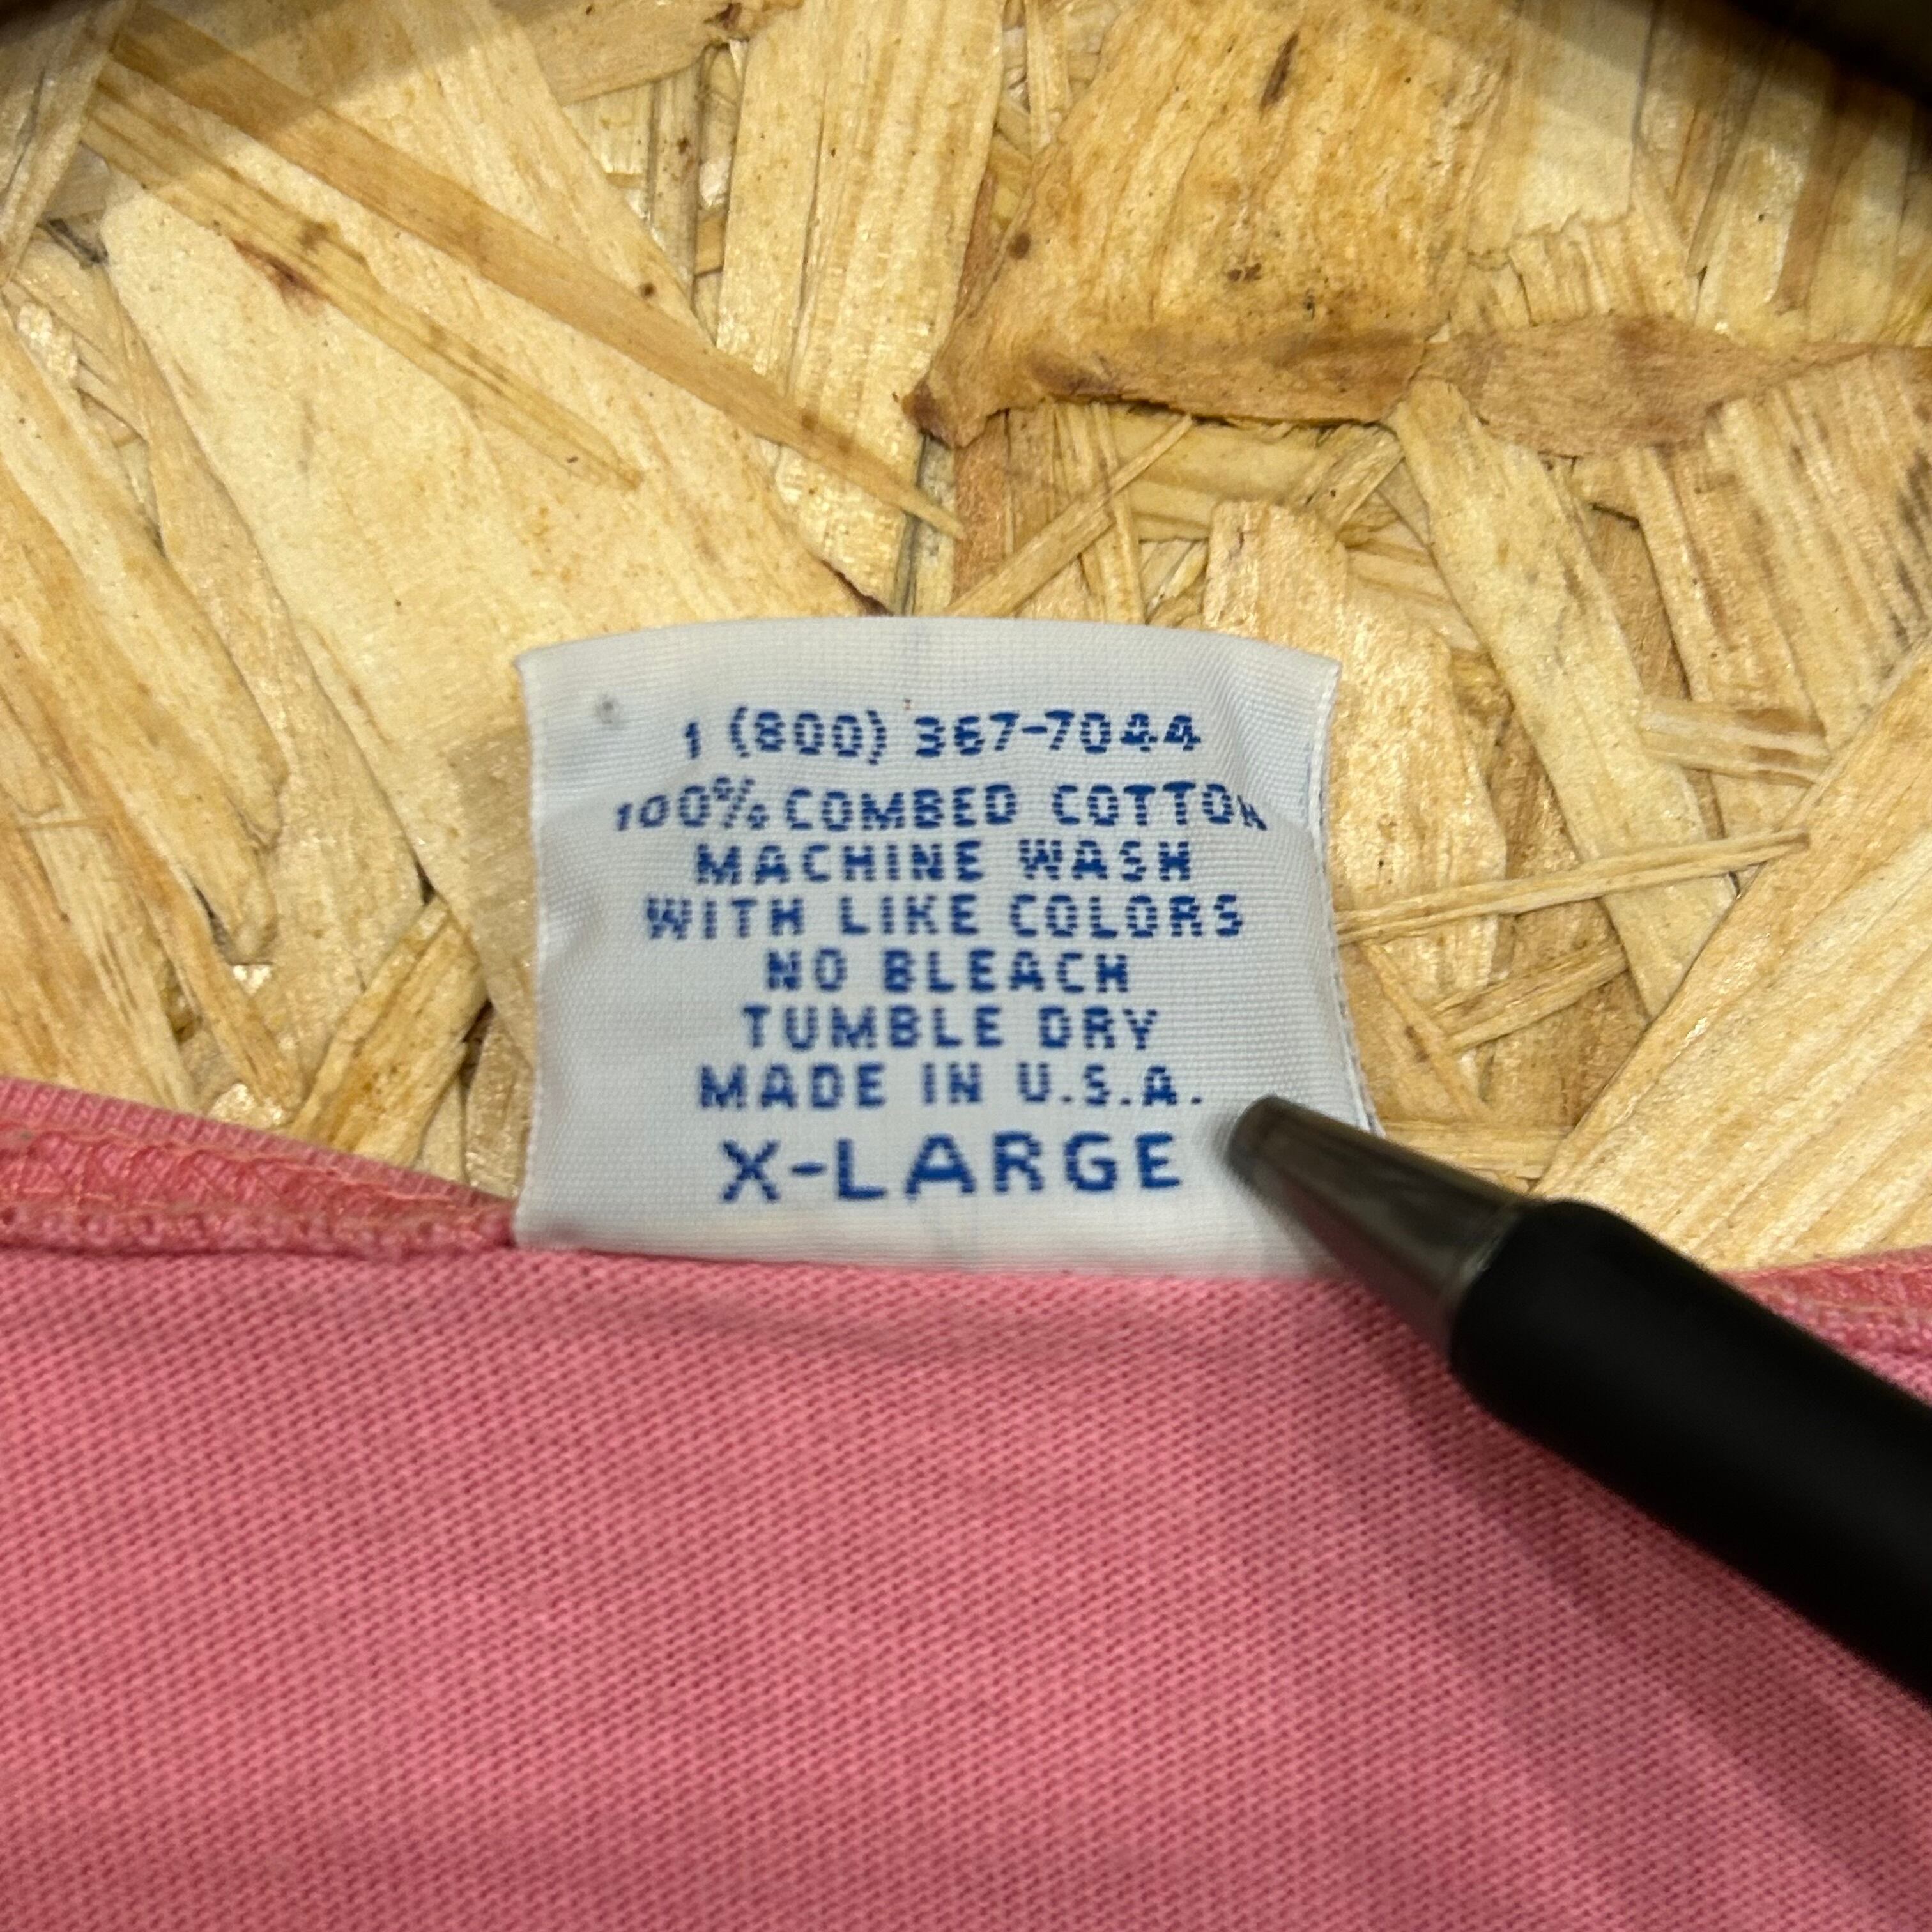 1 (800) 367-7044
100% COMBED COTTON
MACHINE WASH
WITH LIKE COLORS
NO BLEACH
TUMBLE DRY
MADE IN U.S.A.
X-LARGE